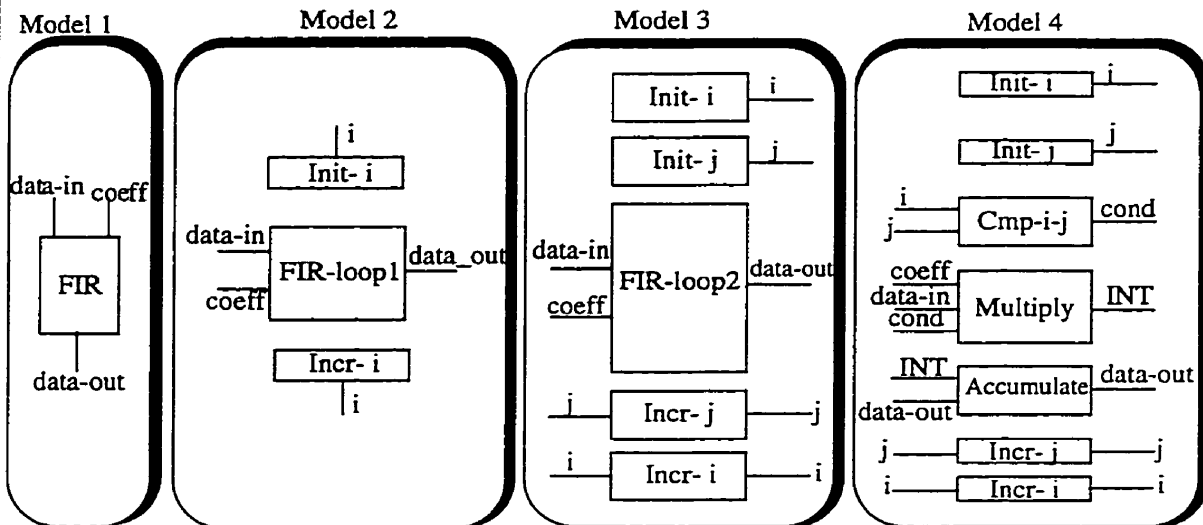 Model 1
data-in
coeff
FIR
data-out
Model 2
i
Init- i
data-in
coeff
FIR-loop1
data_out
Incr- i
i
Model 3
Init- i
i
Init- j
j
data-in
coeff
FIR-loop2
data-out
j
Incr- j
j
i
Incr- i
i
Model 4
Init- i
i
Init- j
j
i
j
Cmp-i-j
cond
coeff
data-in
cond
Multiply
INT
INT
data-out
Accumulate
data-out
j
Incr- j
j
i
Incr- i
i